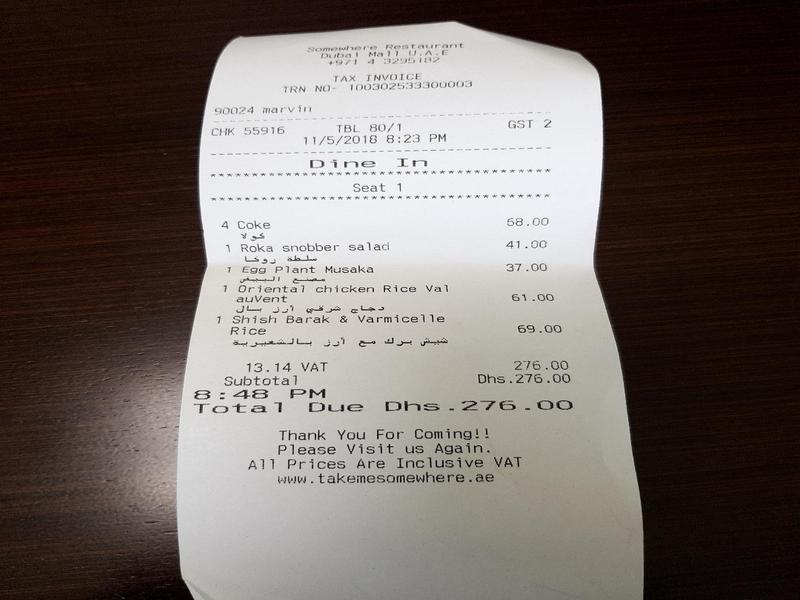 Somewhere Restaurant
Dubai Mall U.A.E
+971 4 3295182
TAX INVOICE
TRN NO- 100302533300003
90024 marvin
CHK 55916 TBL 80/1 GST 2
11/5/2018 8:23 PM
Dine In
Seat 1
4 Coke 68.00
كولا
1 Roka snobber salad 41.00
سلطة روكا
1 Egg Plant Musaka 37.00
مصنع البيض
1 Oriental chicken Rice Val
auVent 61.00
دجاج شرقي أرز بال
1 Shish Barak & Varmicelle
Rice 69.00
شيش برك مع أرز بالشعيرية
13.14 VAT 276.00
Subtotal Dhs.276.00
8:48 PM
Total Due Dhs.276.00
Thank You For Coming!!
Please Visit us Again.
All Prices Are Inclusive VAT
www.takemesomewhere.ae